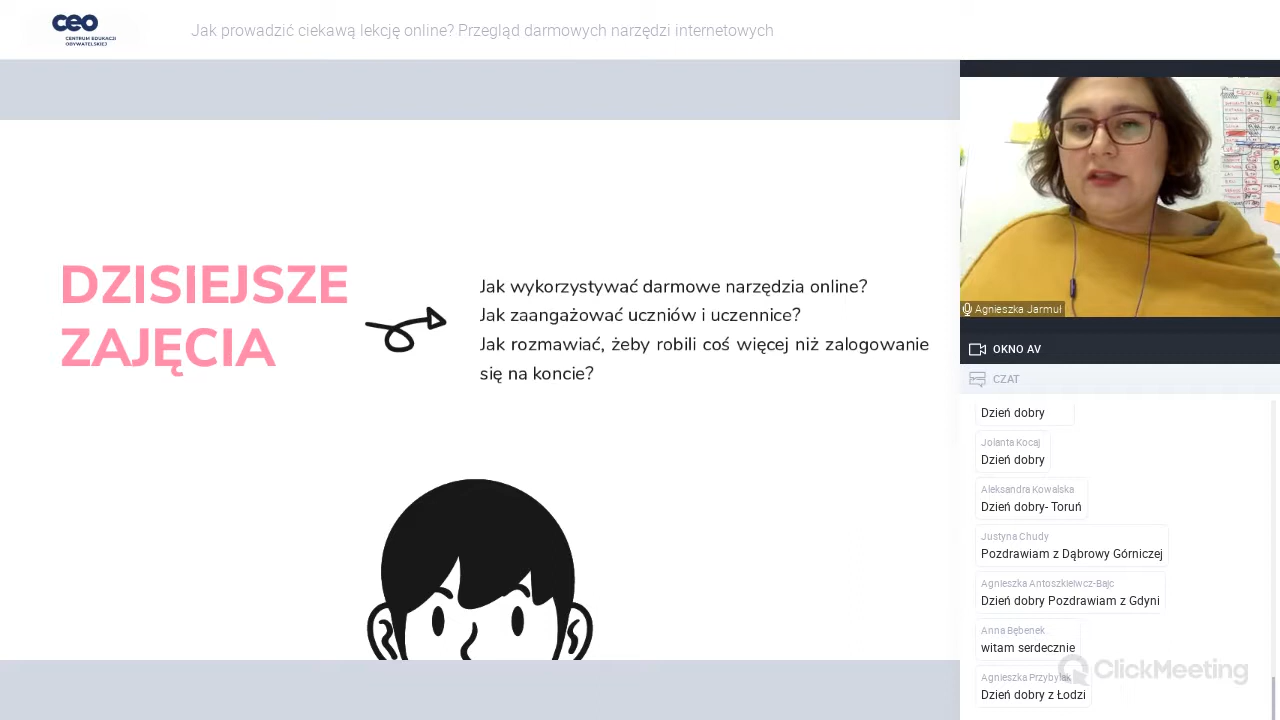 ceo
CENTRUM EDUKACJI
OBYWATELSKIEJ
Jak prowadzić ciekawą lekcję online? Przegląd darmowych narzędzi internetowych
DZISIEJSZE
ZAJĘCIA
Jak wykorzystywać darmowe narzędzia online?
Jak zaangażować uczniów i uczennice?
Jak rozmawiać, żeby robili coś więcej niż zalogowanie
się na koncie?
Agnieszka Jarmuł
OKNO AV
CZAT
Dzień dobry
Jolanta Kocaj
Dzień dobry
Aleksandra Kowalska
Dzień dobry- Toruń
Justyna Chudy
Pozdrawiam z Dąbrowy Górniczej
Agnieszka Antoszkielwcz-Bajc
Dzień dobry Pozdrawiam z Gdyni
Anna Bębenek
witam serdecznie
ClickMeeting
Agnieszka Przybylak
Dzień dobry z Łodzi